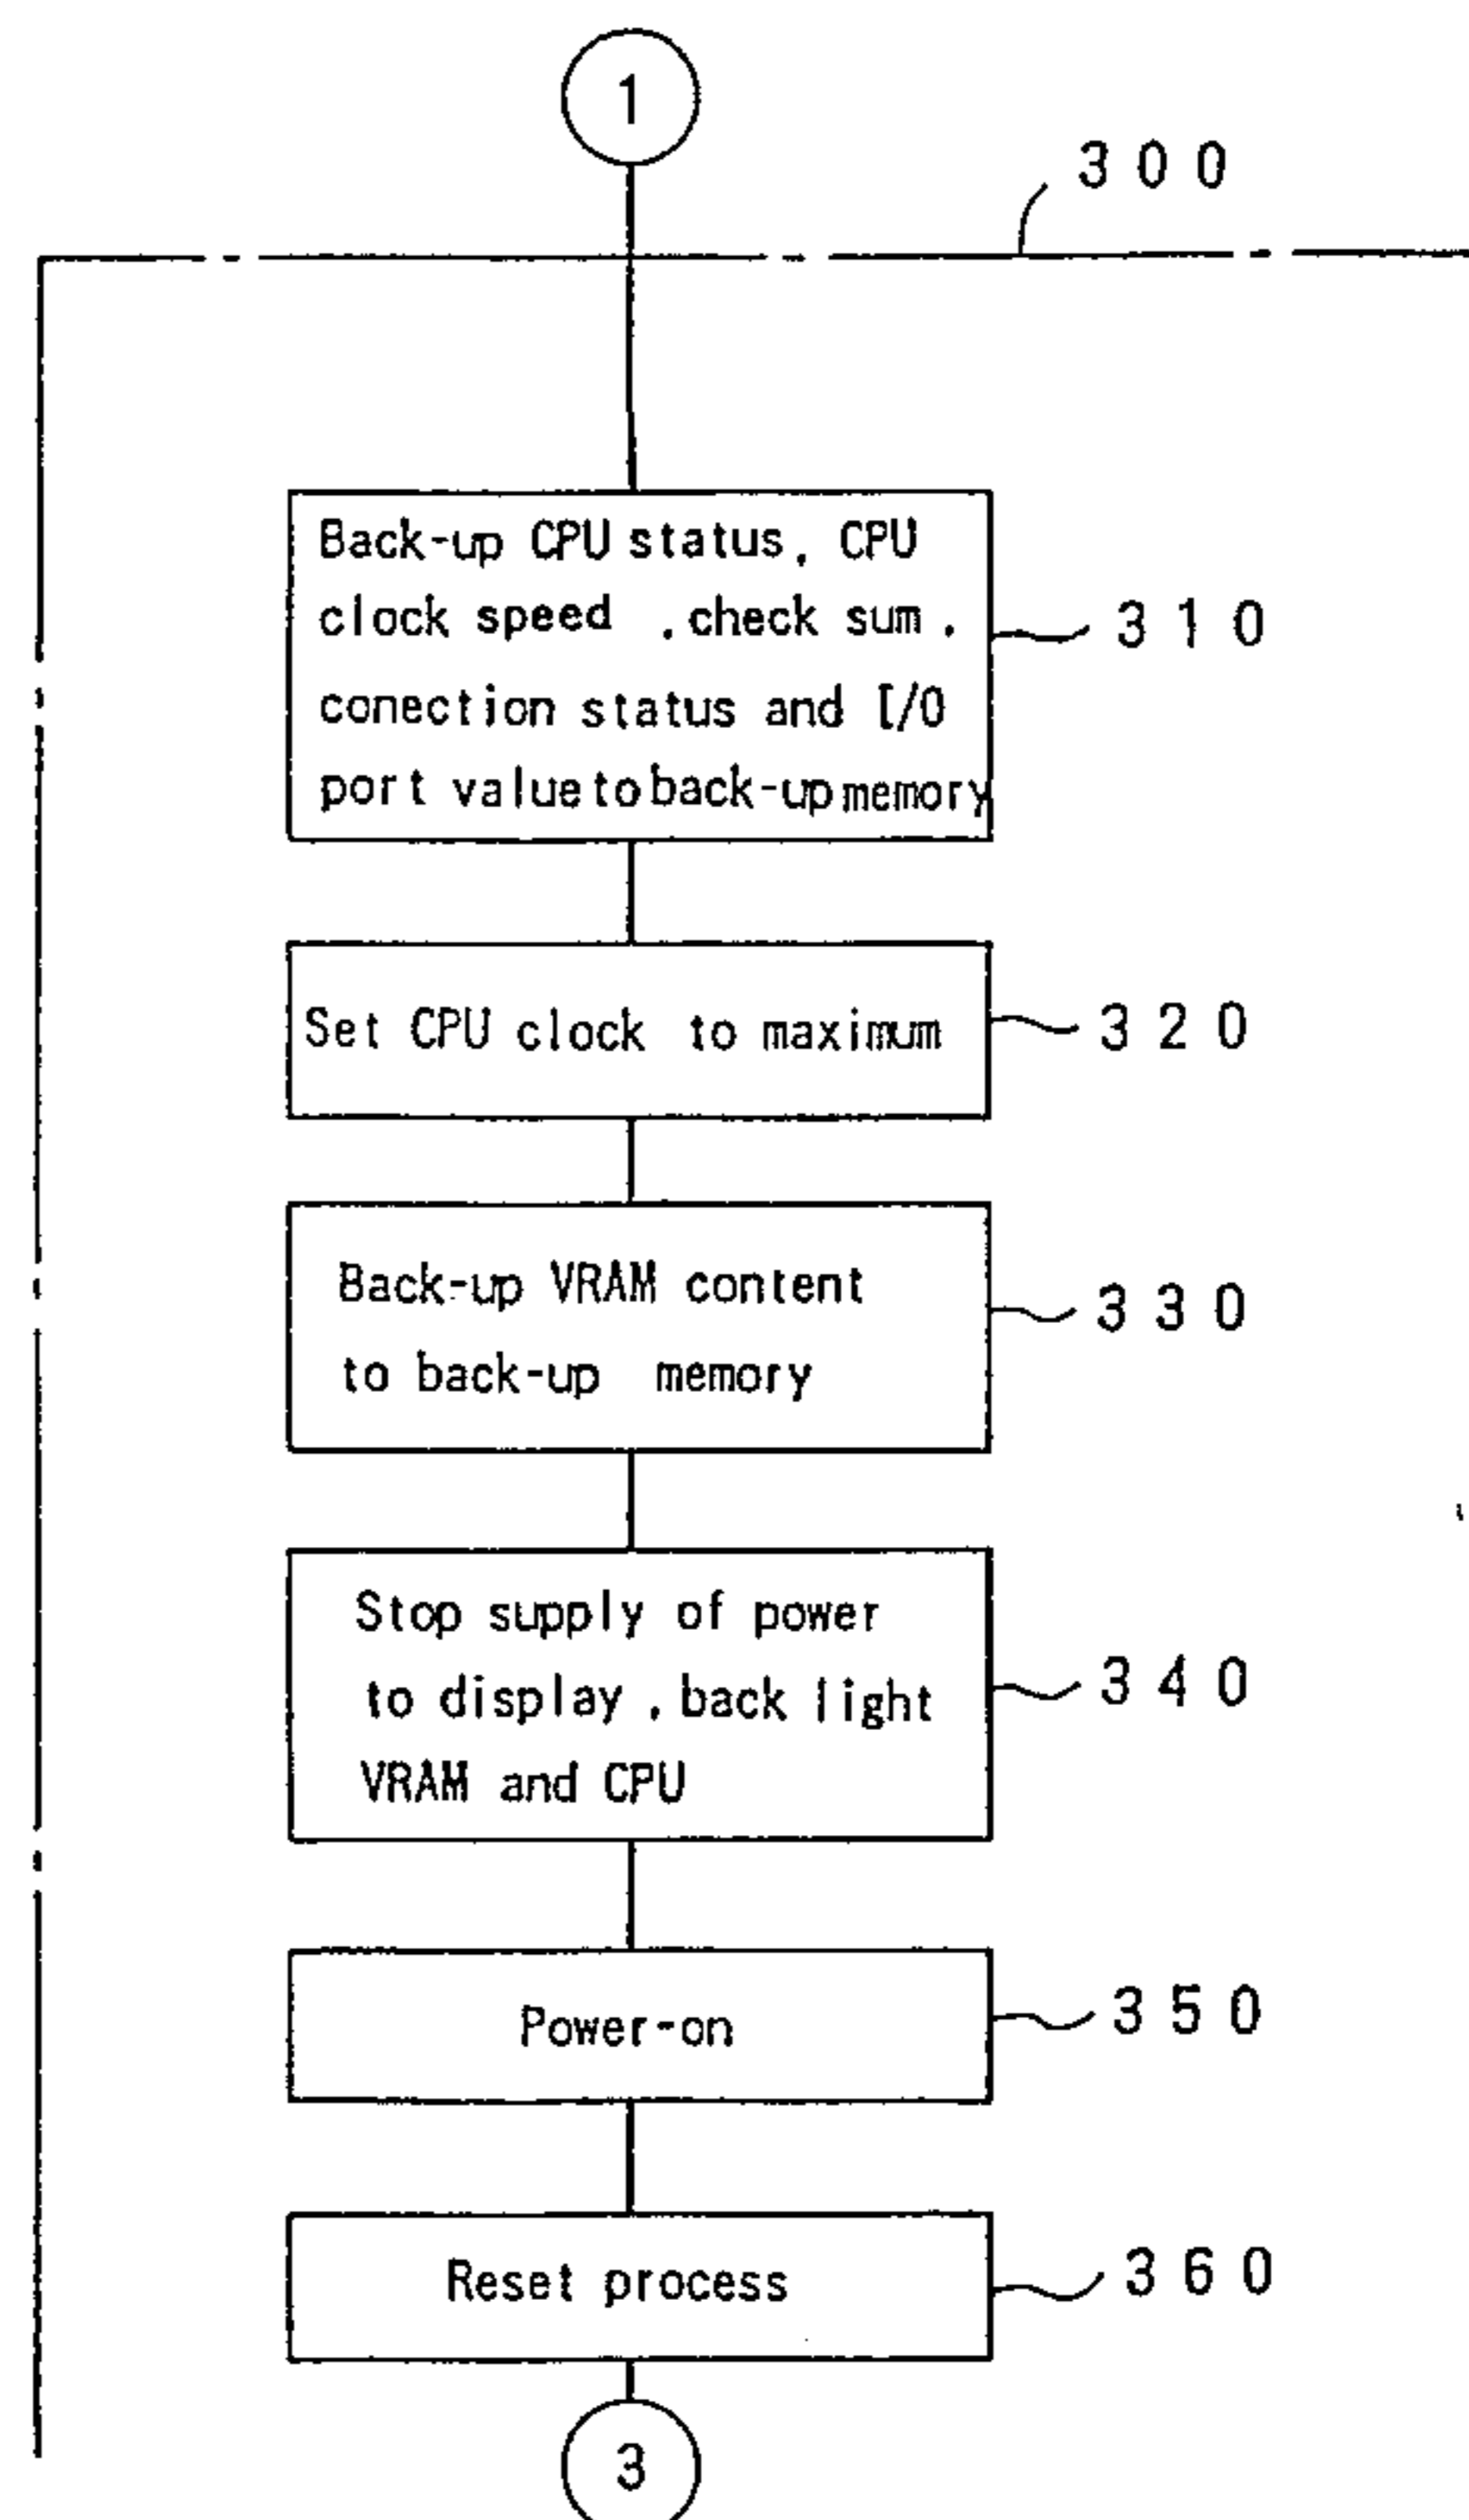 1
300
Back-up CPU status, CPU
clock speed , check sum ,
conection status and I/O
port value to back-up memory
310
Set CPU clock to maximum
320
Back-up VRAM content
to back-up memory
330
Stop supply of power
to display , back light
VRAM and CPU
340
Power-on
350
Reset process
360
3